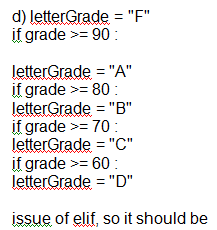 d) letterGrade = "F"
if grade >= 90 :
letterGrade = "A"
if grade >= 80 :
letterGrade = "B"
if grade >= 70 :
letterGrade = "C"
if grade >= 60 :
letterGrade = "D"
issue of elif, so it should be